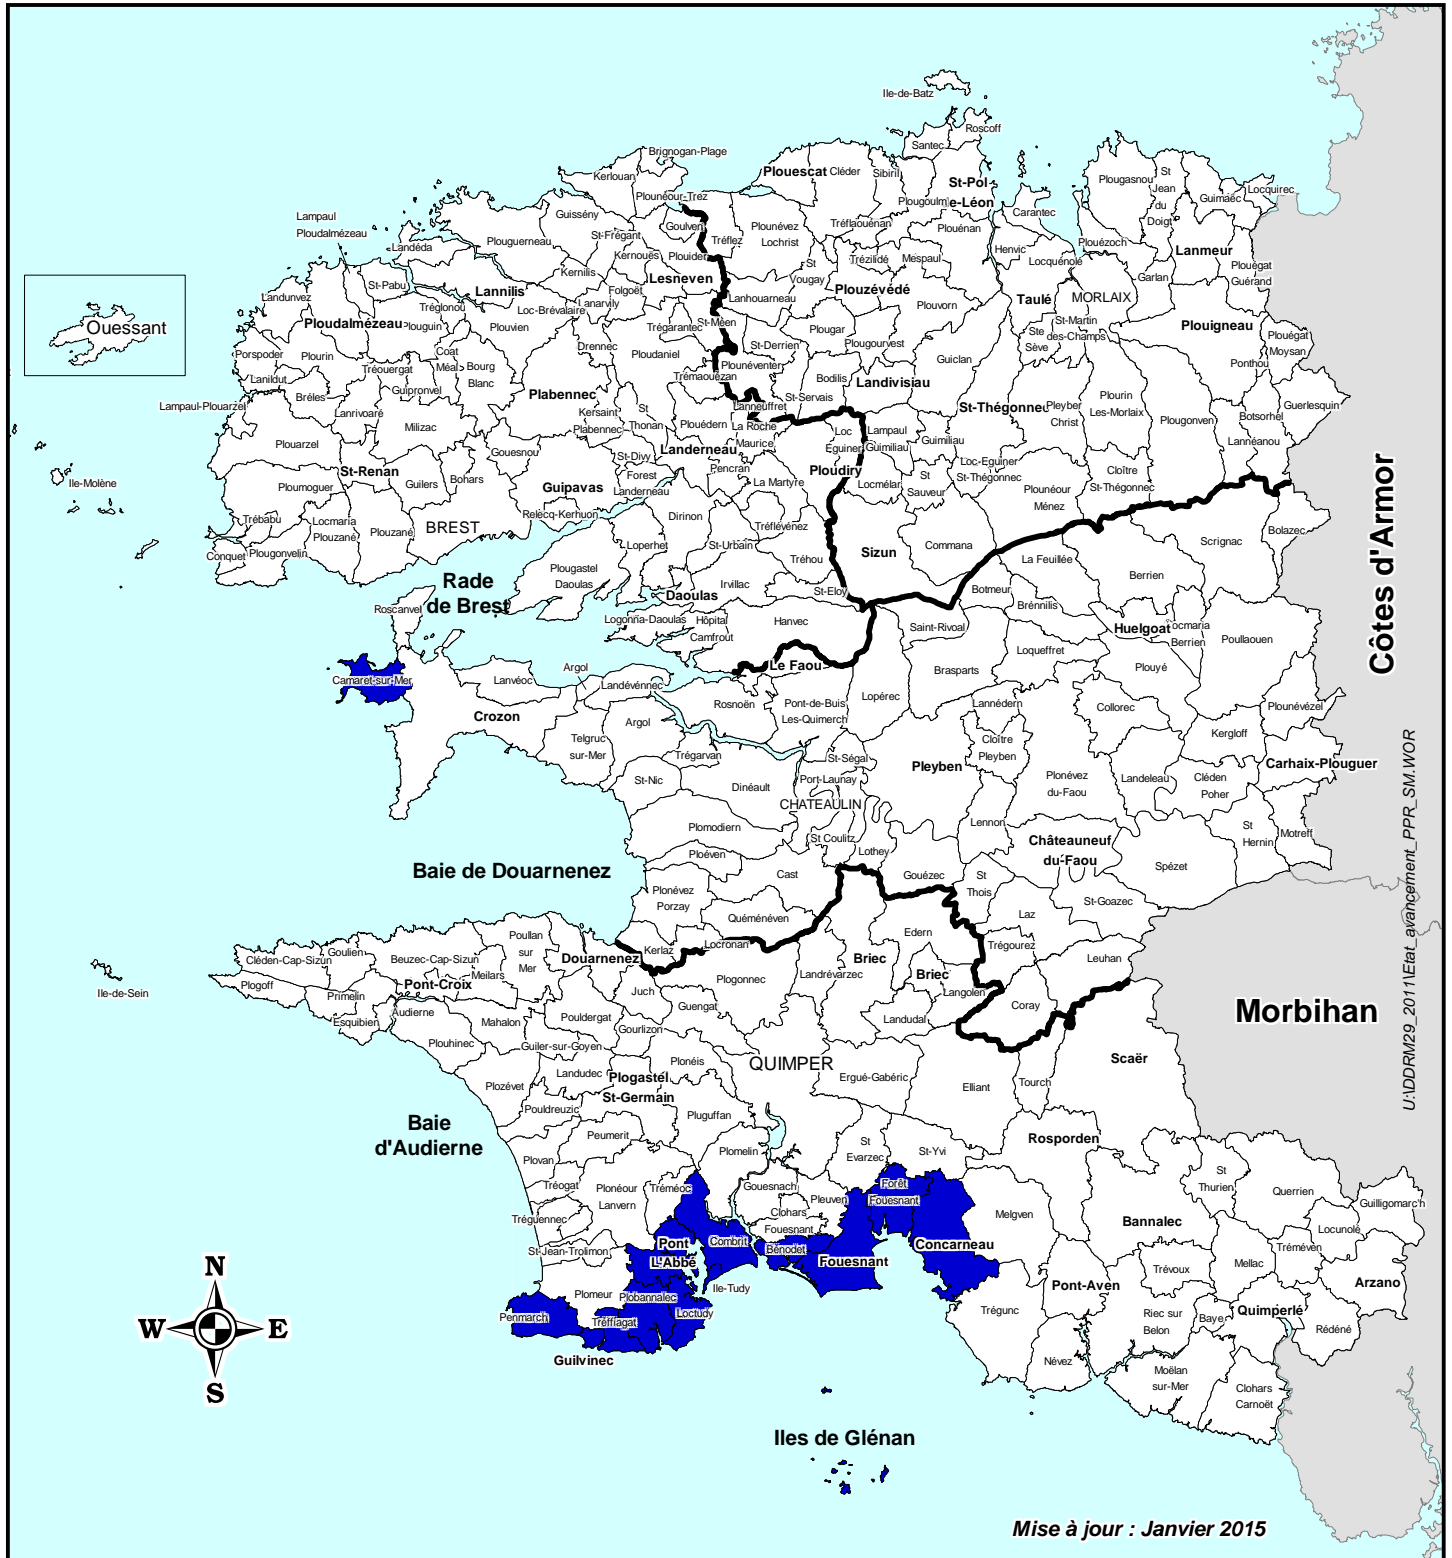 Ile-de-Batz
Roscoff
Santec
Brignogan-Plage
Kerlouan
Plouescat
Cléder
Sibiril
St-Pol
e-Léon
Plougoulm
Plounéour-Trez
Goulven
Guissény
St-Frégant
Plouguerneau
Landéda
Lampaul
Ploudalmézeau
Kernouës
Plouider
Tréflez
Plounévez
Lochrist
Tréflaouénan
Plouénan
Carantec
Henvic
Locquénolé
Plougasnou
St
Jean
du
Doigt
Guimaëc
Locquirec
Plouézoch
Lanmeur
Garlan
Plouégat
Guérand
St-Pabu
Lannilis
Kernilis
Folgoët
Lesneven
St
Vougay
Trézilidé
Mespaul
Plouzévédé
Lanhouarneau
Plouvorn
Taulé
MORLAIX
Landunvez
Tréglonou
Loc-Brévalaire
Lanarvily
Ploudalmézeau
Plouguin
Plouvien
Trégarantec
St-Méen
St-Derrien
Plougar
Plougourvest
Ste
Sève
St-Martin
des-Champs
Plouigneau
Plouégat
Moysan
Ouessant
Porspoder
Plourin
Coat
Méal
Bourg
Blanc
Drennec
Ploudaniel
Plounéventer
Guiclan
Ponthou
Tréouergat
Lanildut
Guipronvel
Trémaouézan
Bodilis
Landivisiau
Lampaul-Plouarzel
Brélès
Lanrivoaré
Plabennec
St-Servais
St-Thégonnec
Pleyber
Christ
Plourin
Les-Morlaix
Plougonven
Botsorhel
Guerlesquin
Lannéanou
Milizac
Kersaint
Plabennec
St
Thonan
Plouédern
Lanneuffret
La Roche
Maurice
Loc
Eguiner
Lampaul
Guimiliau
Guimiliau
Plouarzel
Gouesnou
Landerneau
St-Renan
Guilers
Bohars
St-Divy
Forest
Landerneau
Pencran
La Martyre
Ploudiry
Locmélar
St
Sauveur
Loc-Eguiner
St-Thégonnec
Cloître
St-Thégonnec
Ploumoguer
Guipavas
Ile-Molène
Relecq-Kerhuon
Plounéour
Ménez
Trébabu
Locmaria
Plouzané
Plouzané
BREST
Dirinon
Tréflévénez
Bolazec
Conquet
Plougonvelin
Loperhet
St-Urbain
Tréhou
Sizun
Commana
Scrignac
La Feuillée
Berrien
Plougastel
Daoulas
Irvillac
St-Eloy
Botmeur
Rade
de Brest
Daoulas
Brénnilis
Roscanvel
Logonna-Daoulas
Hôpital
Camfrout
Hanvec
Saint-Rivoal
Huelgoat
Locmaria
Berrien
Poullaouen
Loqueffret
Camaret-sur-Mer
Argol
Le Faou
Brasparts
Plouyé
Lanvéoc
Landévénnec
Rosnoën
Pont-de-Buis
Les-Quimerch
Lopérec
Lannédern
Collorec
Plounévézel
Crozon
Argol
Telgruc
sur-Mer
Trégarvan
Cloître
Pleyben
Kergloff
St-Nic
Dinéault
St-Ségal
Port-Launay
Pleyben
Plonévez
du-Faou
Landeleau
Cléden
Poher
Carhaix-Plouguer
CHATEAULIN
Plomodiern
St Coulitz
Lennon
Châteauneuf
du-Faou
St
Hernin
Motreff
Ploéven
Lothey
Baie de Douarnenez
Cast
Gouézec
St
Thois
Spézet
Plonévez
Porzay
St-Goazec
Laz
Quéménéven
Edern
Trégourez
Leuhan
Poullan
sur
Mer
Kerlaz
Locronan
Briec
Briec
Cléden-Cap-Sizun
Goulien
Beuzec-Cap-Sizun
Douarnenez
Meilars
Plogonnec
Landrévarzec
Langolen
Coray
Plogoff
Pont-Croix
Juch
Guengat
Landudal
Ile-de-Sein
Primelin
Esquibien
Audierne
Mahalon
Pouldergat
Gourlizon
Plouhinec
Guiler-sur-Goyen
Plonéis
QUIMPER
Scaër
Plozévet
Landudec
Plogastel
St-Germain
Ergué-Gabéric
Elliant
Tourch
Pouldreuzic
Pluguffan
Baie
d'Audierne
Peumerit
Plomelin
St
Evarzec
St-Yvi
Rosporden
Plovan
Tréogat
Plonéour
Lanvern
Tréméoc
Gouesnach
Pleuven
Forêt
Fouesnant
St
Thurien
Querrien
Guilligomarc'h
Clohars
Fouesnant
Melgven
Bannalec
Locunolé
Tréguennec
Combrit
Bénodet
Concarneau
Tréméven
St-Jean-Trolimon
Pont
L'Abbé
Fouesnant
Trévoux
Mellac
Arzano
Ile-Tudy
Pont-Aven
Plomeur
Plobannalec
Loctudy
Trégunc
Riec sur
Belon
Baye
Quimperlé
Rédéné
Penmarch
Tréffiagat
Guilvinec
Névez
Moëlan
sur-Mer
Clohars
Carnoët
Iles de Glénan
Côtes d'Armor
Morbihan
U:\DDRM29_2011\Etat_avancement_PPR_SM.WOR
N
W
E
S
Mise à jour : Janvier 2015